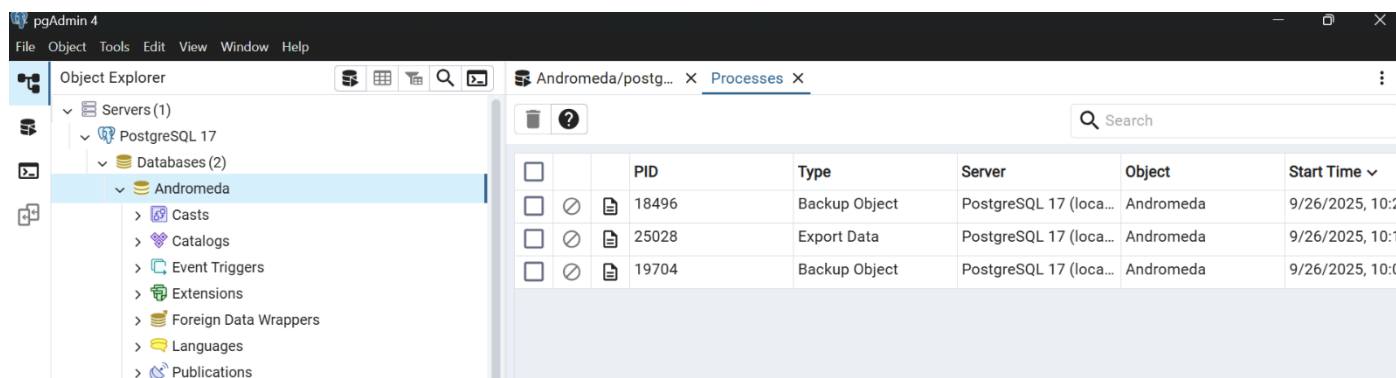 pgAdmin 4
File Object Tools Edit View Window Help
Object Explorer
Andromeda/postg... Processes
Search
Servers (1)
PostgreSQL 17
Databases (2)
Andromeda
Casts
Catalogs
Event Triggers
Extensions
Foreign Data Wrappers
Languages
Publications
PID Type Server Object Start Time
18496 Backup Object PostgreSQL 17 (loca... Andromeda 9/26/2025, 10:2
25028 Export Data PostgreSQL 17 (loca... Andromeda 9/26/2025, 10:1
19704 Backup Object PostgreSQL 17 (loca... Andromeda 9/26/2025, 10:0